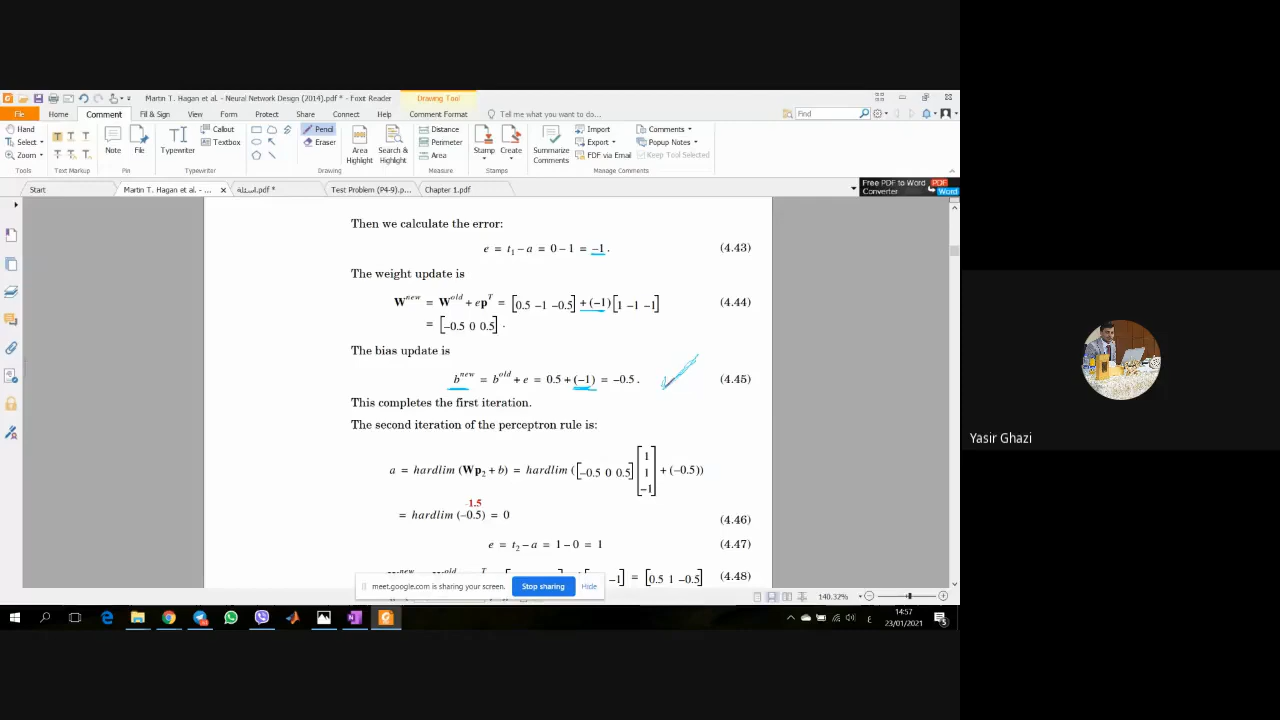 Martin T. Hagan et al. - Neural Network Design (2014).pdf * - Foxit Reader
Drawing Tool
File
Home
Comment
Fill & Sign
View
Form
Protect
Share
Connect
Help
Comment Format
Tell me what you want to do...
Find
Hand
Select
Zoom
Tools
Text Markup
Note
File
Pin
Typewriter
Callout
Textbox
Typewriter
Pencil
Eraser
Drawing
Area Highlight
Search & Highlight
Distance
Perimeter
Area
Measure
Stamp
Create
Stamps
Summarize Comments
Import
Export
FDF via Email
Comments
Popup Notes
Keep Tool Selected
Manage Comments
Start
Martin T. Hagan et al. - ...
Test Problem (P4-9).p...
Chapter 1.pdf
Free PDF to Word Converter
PDF
Word
Then we calculate the error:
e = t₁ – a = 0 – 1 = –1 . (4.43)
The weight update is
Wⁿᵉʷ = Wᵒˡᵈ + epᵀ = [0.5 –1 –0.5] + (–1)[1 –1 –1] (4.44)
= [–0.5 0 0.5] .
The bias update is
bⁿᵉʷ = bᵒˡᵈ + e = 0.5 + (–1) = –0.5 . (4.45)
This completes the first iteration.
The second iteration of the perceptron rule is:
a = hardlim (Wp₂ + b) = hardlim ([–0.5 0 0.5] [1 1 –1] + (–0.5))
-1.5
= hardlim (–0.5) = 0 (4.46)
e = t₂ – a = 1 – 0 = 1 (4.47)
–1] = [0.5 1 –0.5] (4.48)
meet.google.com is sharing your screen.
Stop sharing
Hide
140.32%
14:57
23/01/2021
5
Yasir Ghazi